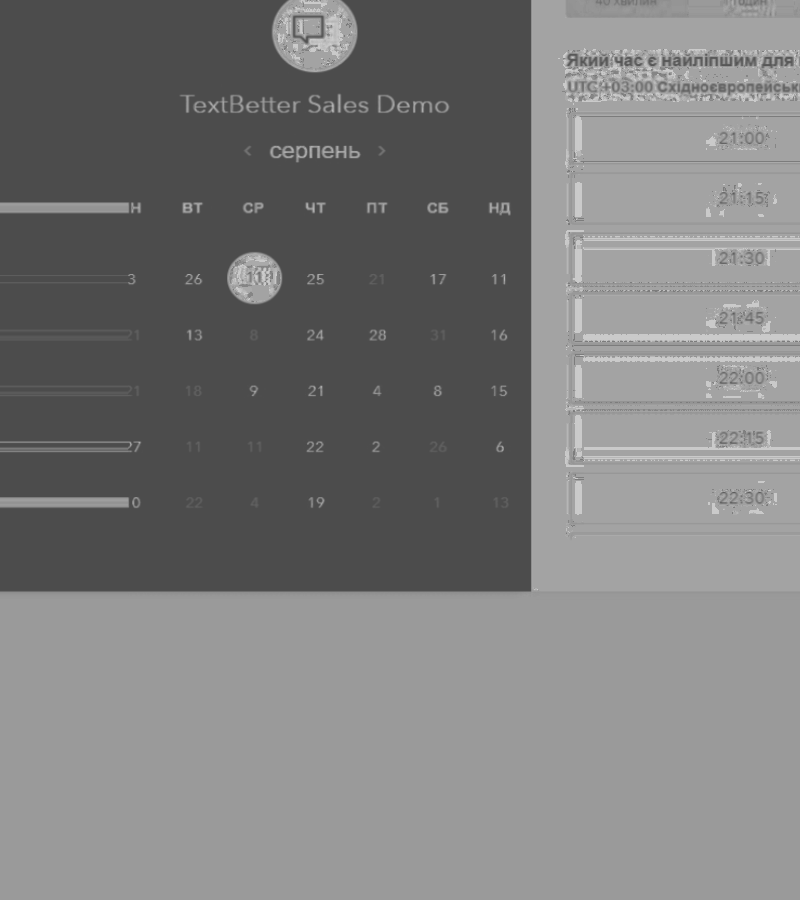 40 хвилин 1 годин
TextBetter Sales Demo
‹ серпень ›
Н ВТ СР ЧТ ПТ СБ НД
3 26 25 21 17 11
21 13 8 24 28 31 16
21 18 9 21 4 8 15
27 11 11 22 2 26 6
0 22 4 19 2 1 13
Який час є найліпшим для
UTC +03:00 Східноєвропейськ
21:00
21:15
21:30
21:45
22:00
22:15
22:30